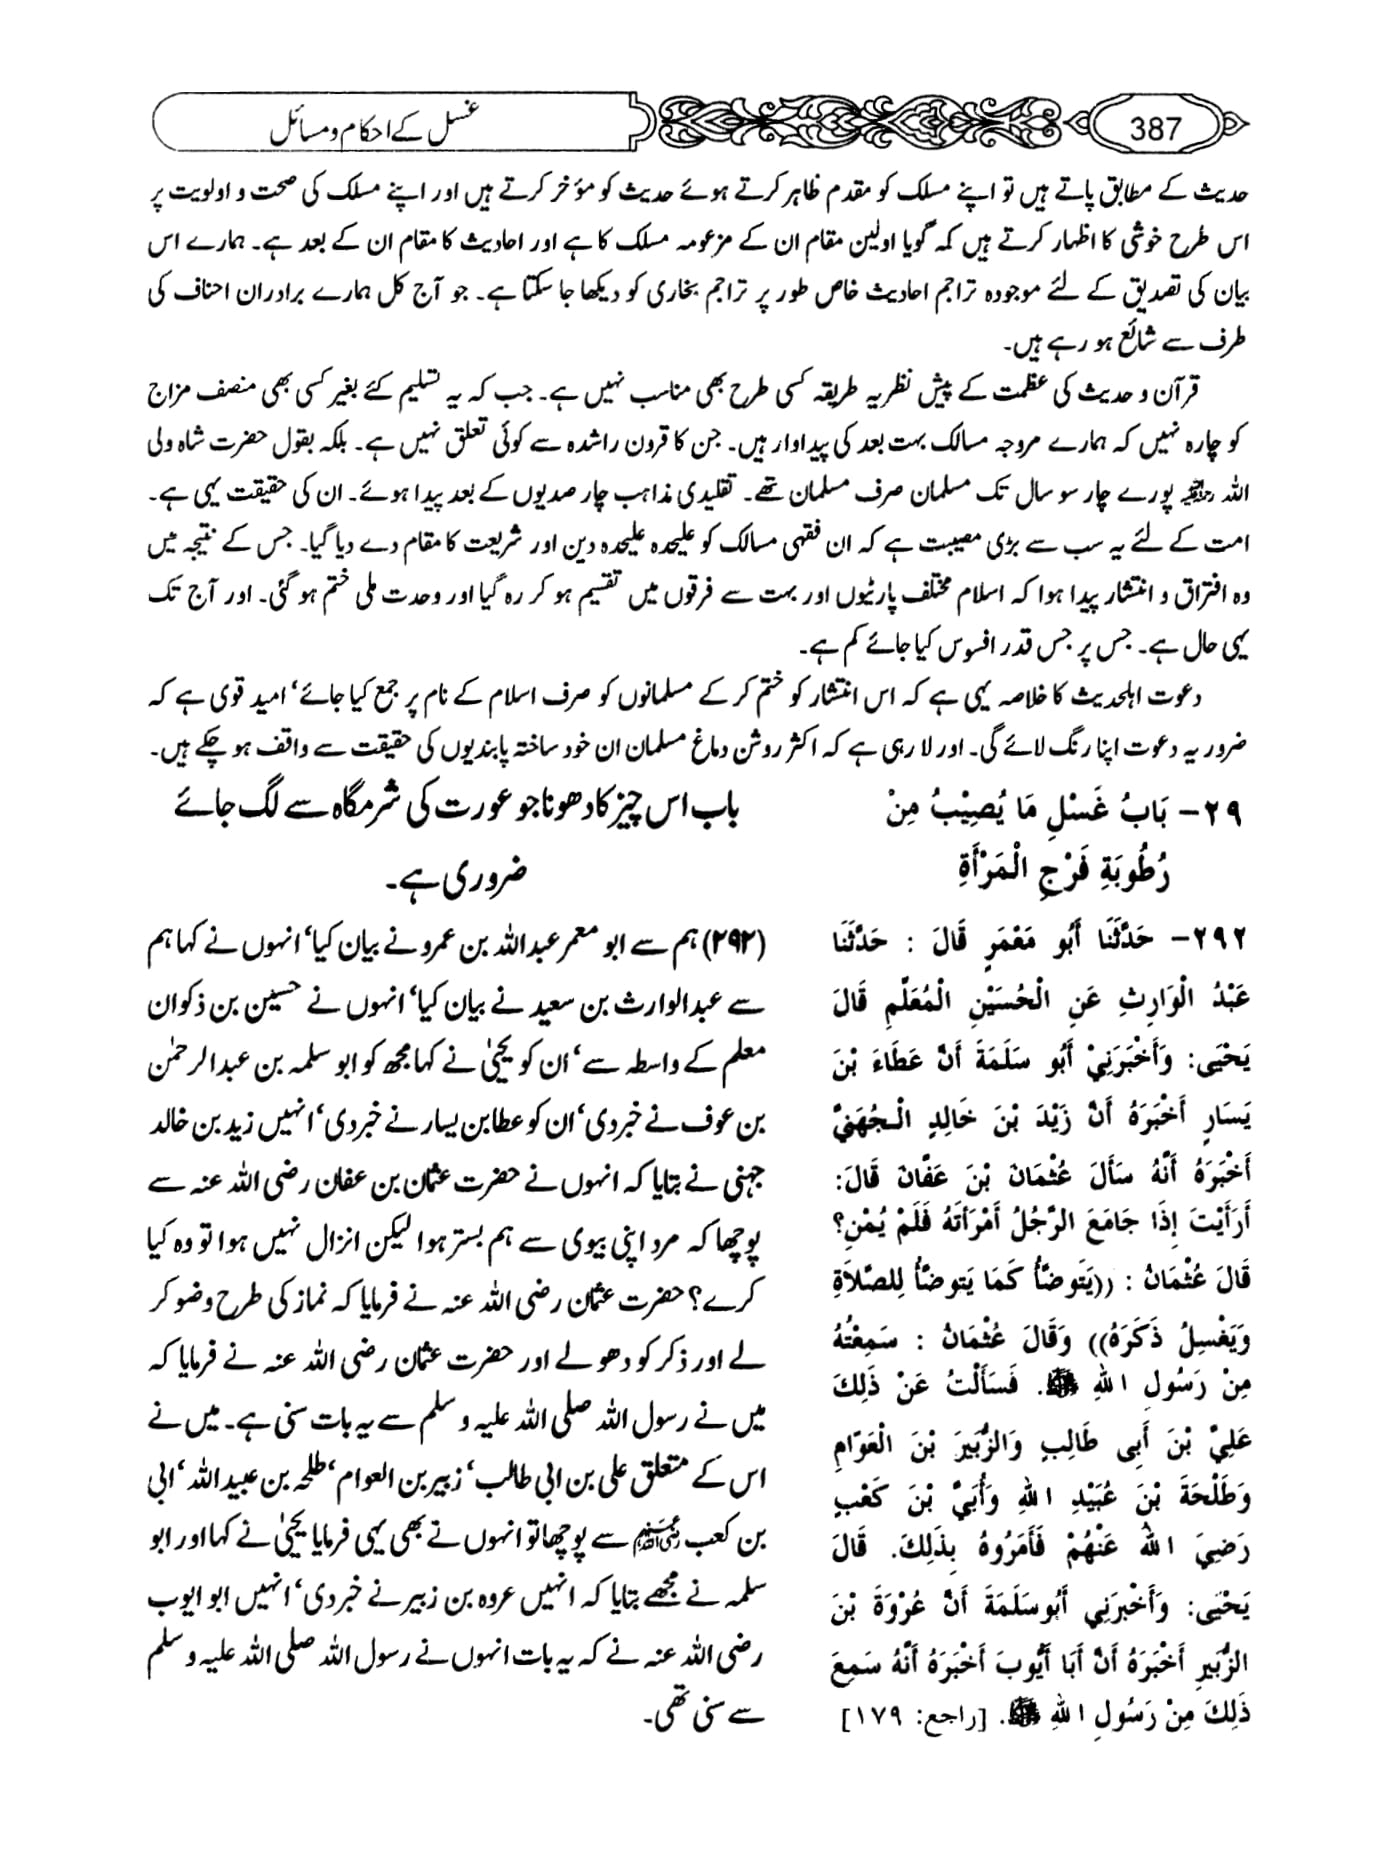 387
غسل کے احکام و مسائل
حدیث کے مطابق پاتے ہیں تو اپنے مسلک کو مقدم ظاہر کرتے ہوئے حدیث کو مؤخر کرتے ہیں اور اپنے مسلک کی صحت و اولویت پر
اس طرح خوشی کا اظہار کرتے ہیں کہ گویا اولین مقام ان کے مزعومہ مسلک کا ہے اور احادیث کا مقام ان کے بعد ہے۔ ہمارے اس
بیان کی تصدیق کے لئے موجودہ تراجم احادیث خاص طور پر تراجم بخاری کو دیکھا جا سکتا ہے۔ جو آج کل ہمارے برادران احناف کی
طرف سے شائع ہو رہے ہیں۔
قرآن و حدیث کی عظمت کے پیش نظر یہ طریقہ کسی طرح بھی مناسب نہیں ہے۔ جب کہ یہ تسلیم کئے بغیر کسی بھی منصف مزاج
کو چارہ نہیں کہ ہمارے مروجہ مسالک بہت بعد کی پیداوار ہیں۔ جن کا قرون راشدہ سے کوئی تعلق نہیں ہے۔ بلکہ بقول حضرت شاہ ولی
اللہ رحمۃ اللہ علیہ پورے چار سو سال تک مسلمان صرف مسلمان تھے۔ تقلیدی مذاہب چار صدیوں کے بعد پیدا ہوئے۔ ان کی حقیقت یہی ہے۔
امت کے لئے یہ سب سے بڑی مصیبت ہے کہ ان فقہی مسالک کو علیحدہ علیحدہ دین اور شریعت کا مقام دے دیا گیا۔ جس کے نتیجہ میں
وہ افتراق و انتشار پیدا ہوا کہ اسلام مختلف پارٹیوں اور بہت سے فرقوں میں تقسیم ہو کر رہ گیا اور وحدت ملی ختم ہو گئی۔ اور آج تک
یہی حال ہے۔ جس پر جس قدر افسوس کیا جائے کم ہے۔
دعوت اہلحدیث کا خلاصہ یہی ہے کہ اس انتشار کو ختم کر کے مسلمانوں کو صرف اسلام کے نام پر جمع کیا جائے، امید قوی ہے کہ
ضرور یہ دعوت اپنا رنگ لائے گی۔ اور لا رہی ہے کہ اکثر روشن دماغ مسلمان ان خود ساختہ پابندیوں کی حقیقت سے واقف ہو چکے ہیں۔
٢٩- بَابُ غَسْلِ مَا يُصِيْبُ مِنْ
رُطُوبَةِ فَرْجِ الْمَرْأَةِ
٢٩٢- حَدَّثَنَا أَبُو مَعْمَرٍ قَالَ : حَدَّثَنَا
عَبْدُ الْوَارِثِ عَنِ الْحُسَيْنِ الْمُعَلِّمِ قَالَ
يَحْيَى: وَأَخْبَرَنِيْ أَبُو سَلَمَةَ أَنَّ عَطَاءَ بْنَ
يَسَارٍ أَخْبَرَهُ أَنَّ زَيْدَ بْنَ خَالِدٍ الْجُهَنِيَّ
أَخْبَرَهُ أَنَّهُ سَأَلَ عُثْمَانَ بْنَ عَفَّانَ قَالَ:
أَرَأَيْتَ إِذَا جَامَعَ الرَّجُلُ أَمْرَأَتَهُ فَلَمْ يُمْنِ؟
قَالَ عُثْمَانُ : ((يَتَوضَّأُ كَمَا يَتَوضَّأُ لِلصَّلاَةِ
وَيَغْسِلُ ذَكَرَهُ)) وَقَالَ عُثْمَانُ : سَمِعْتُهُ
مِنْ رَسُولِ اللهِ ﷺ. فَسَأَلْتُ عَنْ ذَلِكَ
عَلِيَّ بْنَ أَبِى طَالِبٍ وَالزُّبَيرَ بْنَ الْعَوَّامِ
وَطَلْحَةَ بْنَ عُبَيْدِ اللهِ وَأُبَيَّ بْنَ كَعْبٍ
رَضِيَ اللهُ عَنْهُمْ فَأَمَرُوهُ بِذَلِكَ. قَالَ
يَحْيَى: وَأَخْبَرَنِي أَبُوسَلَمَةَ أَنَّ عُرْوَةَ بْنَ
الزُّبَيرِ أَخْبَرَهُ أَنَّ أَبَا أَيُّوبَ أَخْبَرَهُ أَنَّهُ سَمِعَ
ذَلِكَ مِنْ رَسُولِ اللهِ ﷺ. [راجع: ١٧٩]
باب اس چیز کا دھونا جو عورت کی شرمگاہ سے لگ جائے
ضروری ہے۔
(۲۹۲) ہم سے ابو معمر عبداللہ بن عمرو نے بیان کیا، انہوں نے کہا ہم
سے عبدالوارث بن سعید نے بیان کیا، انہوں نے حسین بن ذکوان
معلم کے واسطہ سے، ان کو یحییٰ نے کہا مجھ کو ابو سلمہ بن عبدالرحمٰن
بن عوف نے خبر دی، ان کو عطا بن یسار نے خبر دی، انہیں زید بن خالد
جہنی نے بتایا کہ انہوں نے حضرت عثمان بن عفان رضی اللہ عنہ سے
پوچھا کہ مرد اپنی بیوی سے ہم بستر ہوا لیکن انزال نہیں ہوا تو وہ کیا
کرے؟ حضرت عثمان رضی اللہ عنہ نے فرمایا کہ نماز کی طرح وضو کر
لے اور ذکر کو دھو لے اور حضرت عثمان رضی اللہ عنہ نے فرمایا کہ
میں نے رسول اللہ صلی اللہ علیہ و سلم سے یہ بات سنی ہے۔ میں نے
اس کے متعلق علی بن ابی طالب، زبیر بن العوام، طلحہ بن عبیداللہ، ابی
بن کعب رضی اللہ عنہم سے پوچھا تو انہوں نے بھی یہی فرمایا یحییٰ نے کہا اور ابو
سلمہ نے مجھے بتایا کہ انہیں عروہ بن زبیر نے خبر دی، انہیں ابو ایوب
رضی اللہ عنہ نے کہ یہ بات انہوں نے رسول اللہ صلی اللہ علیہ و سلم
سے سنی تھی۔